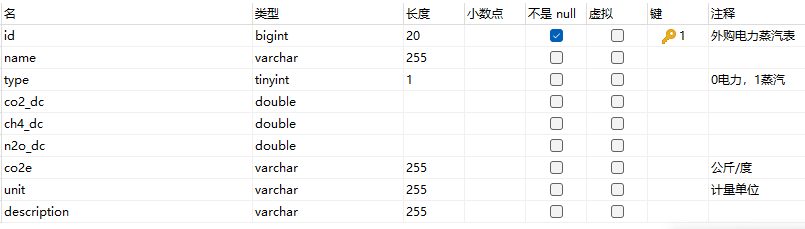 名 类型 长度 小数点 不是 null 虚拟 键 注释
id bigint 20 1 外购电力蒸汽表
name varchar 255
type tinyint 1 0电力，1蒸汽
co2_dc double
ch4_dc double
n2o_dc double
co2e varchar 255 公斤/度
unit varchar 255 计量单位
description varchar 255